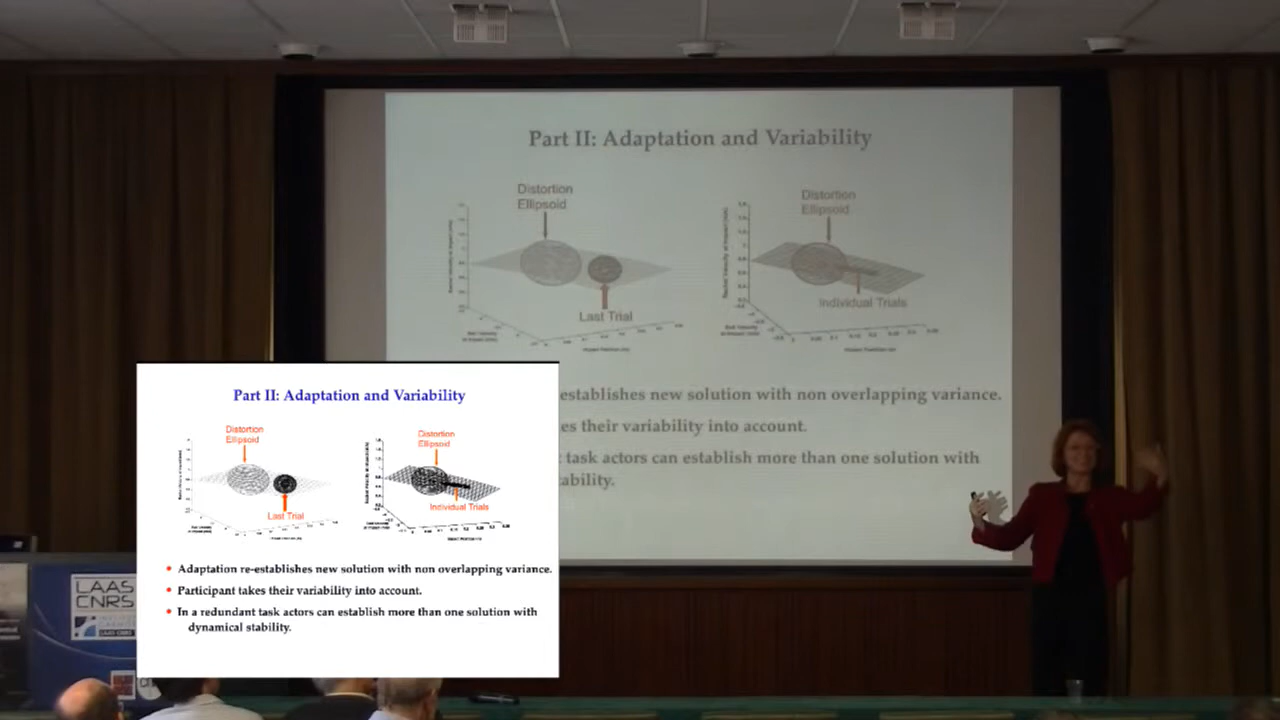 Part II: Adaptation and Variability
Distortion
Ellipsoid
Distortion
Ellipsoid
Last Trial
Individual Trials
establishes new solution with non overlapping variance.
es their variability into account.
task actors can establish more than one solution with
ability.
Part II: Adaptation and Variability
Distortion
Ellipsoid
Distortion
Ellipsoid
Last Trial
Individual Trials
• Adaptation re-establishes new solution with non overlapping variance.
• Participant takes their variability into account.
• In a redundant task actors can establish more than one solution with
dynamical stability.
LAAS
CNRS